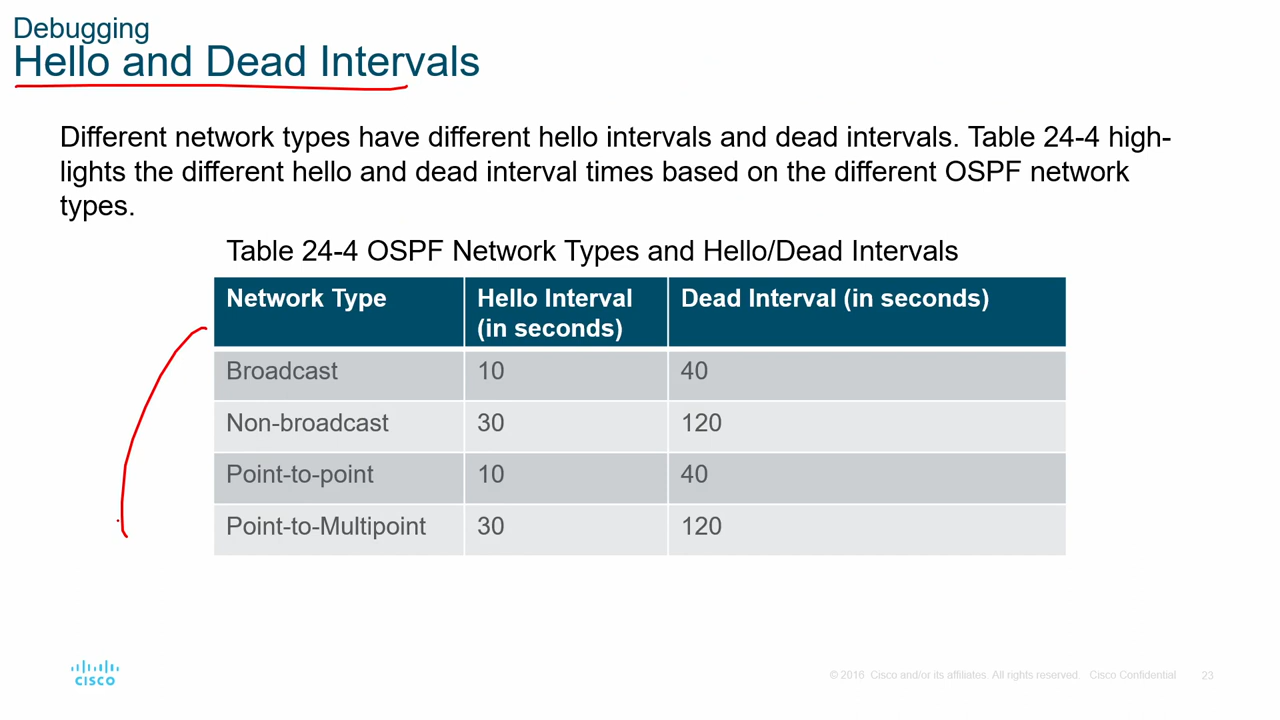 Debugging
Hello and Dead Intervals
Different network types have different hello intervals and dead intervals. Table 24-4 high-
lights the different hello and dead interval times based on the different OSPF network
types.
Table 24-4 OSPF Network Types and Hello/Dead Intervals
Network Type Hello Interval (in seconds) Dead Interval (in seconds)
Broadcast 10 40
Non-broadcast 30 120
Point-to-point 10 40
Point-to-Multipoint 30 120
CISCO
© 2016 Cisco and/or its affiliates. All rights reserved. Cisco Confidential 23